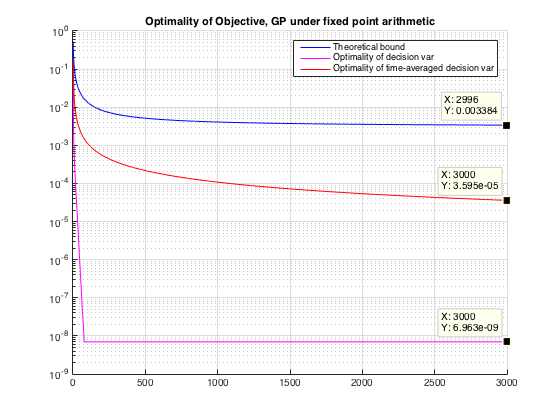 Optimality of Objective, GP under fixed point arithmetic
10^0
10^-1
10^-2
10^-3
10^-4
10^-5
10^-6
10^-7
10^-8
10^-9
Theoretical bound
Optimality of decision var
Optimality of time-averaged decision var
X: 2996
Y: 0.003384
X: 3000
Y: 3.595e-05
X: 3000
Y: 6.963e-09
0 500 1000 1500 2000 2500 3000